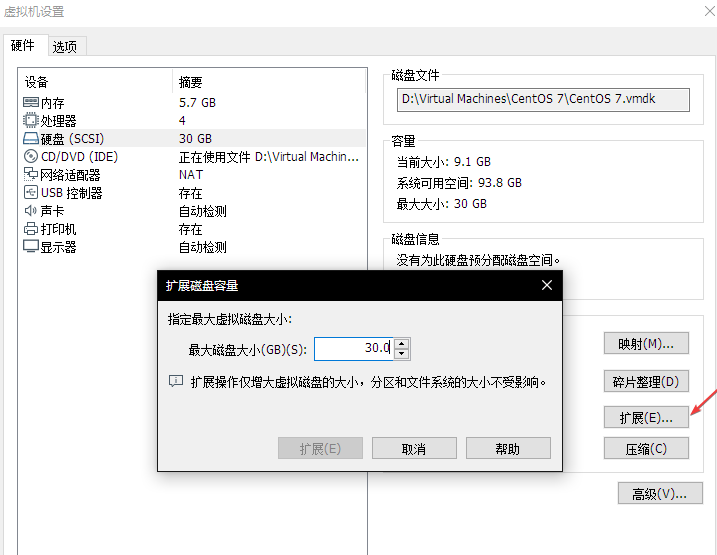 虚拟机设置
硬件
选项
设备 摘要
内存 5.7 GB
处理器 4
硬盘 (SCSI) 30 GB
CD/DVD (IDE) 正在使用文件 D:\Virtual Machin...
网络适配器 NAT
USB 控制器 存在
声卡 自动检测
打印机 存在
显示器 自动检测
磁盘文件
D:\Virtual Machines\CentOS 7\CentOS 7.vmdk
容量
当前大小: 9.1 GB
系统可用空间: 93.8 GB
最大大小: 30 GB
磁盘信息
没有为此硬盘预分配磁盘空间。
扩展磁盘容量
指定最大虚拟磁盘大小:
最大磁盘大小(GB)(S): 30.0
扩展操作仅增大虚拟磁盘的大小，分区和文件系统的大小不受影响。
扩展(E)
取消
帮助
映射(M)...
碎片整理(D)
扩展(E)...
压缩(C)
高级(V)...